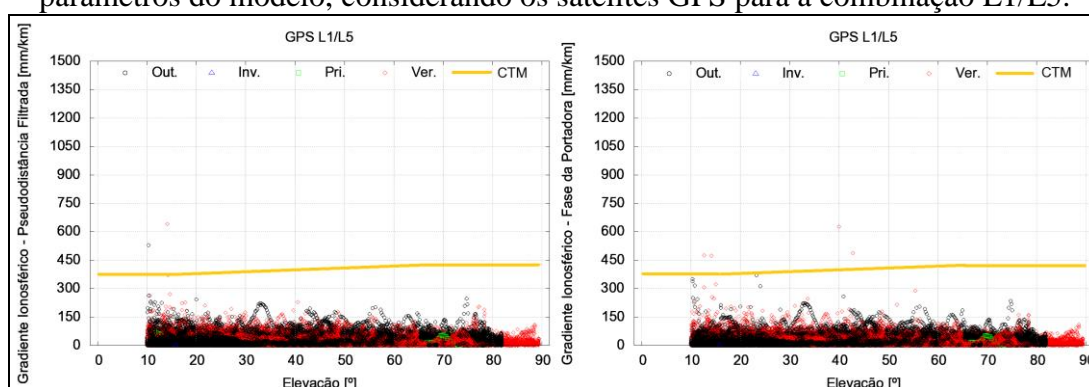 parâmetros do modelo, considerando os satélites GPS para a combinação L1/L5.
GPS L1/L5
Gradiente Ionosférico - Pseudodistância Filtrada [mm/km]
Out. Inv. Pri. Ver. CTM
1500
1350
1200
1050
900
750
600
450
300
150
0
0 10 20 30 40 50 60 70 80 90
Elevação [º]
GPS L1/L5
Gradiente Ionosférico - Fase da Portadora [mm/km]
Out. Inv. Pri. Ver. CTM
1500
1350
1200
1050
900
750
600
450
300
150
0
0 10 20 30 40 50 60 70 80 90
Elevação [º]